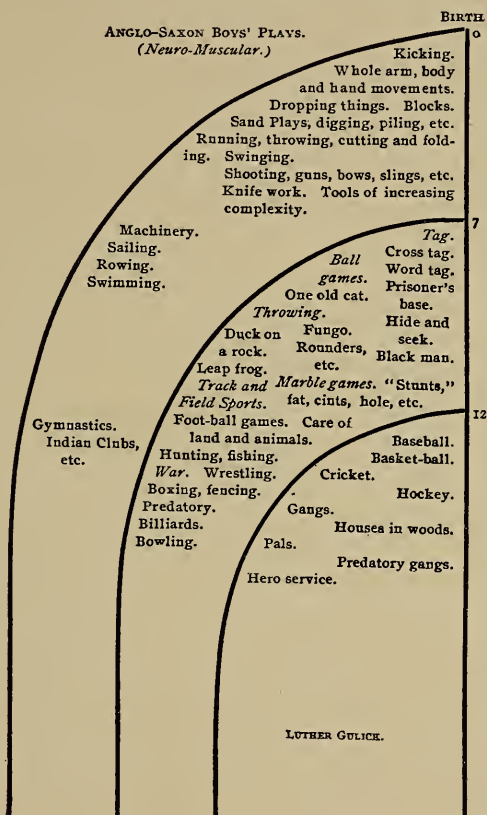 BIRTH
0
ANGLO-SAXON BOYS' PLAYS.
(Neuro-Muscular.)
Kicking.
Whole arm, body
and hand movements.
Dropping things. Blocks.
Sand Plays, digging, piling, etc.
Running, throwing, cutting and fold-
ing. Swinging.
Shooting, guns, bows, slings, etc.
Knife work. Tools of increasing
complexity.
Machinery.
Sailing.
Rowing.
Swimming.
Gymnastics.
Indian Clnbs,
etc.
7
Tag.
Cross tag.
Word tag.
Prisoner's
base.
Hide and
seek.
Black man.
Ball
games.
One old cat.
Fungo.
Rounders,
etc.
Throwing.
Duck on
a rock.
Leap frog.
Marble games. "Stunts,"
fat, cints, hole, etc.
Track and
Field Sports.
Foot-ball games. Care of
land and animals.
Hunting, fishing.
War. Wrestling.
Boxing, fencing.
Predatory.
Billiards.
Bowling.
12
Baseball.
Basket-ball.
Cricket.
Hockey.
Gangs.
Housea in woods.
Pals.
Predatory gangs.
Hero service.
LUTHER GULICK.